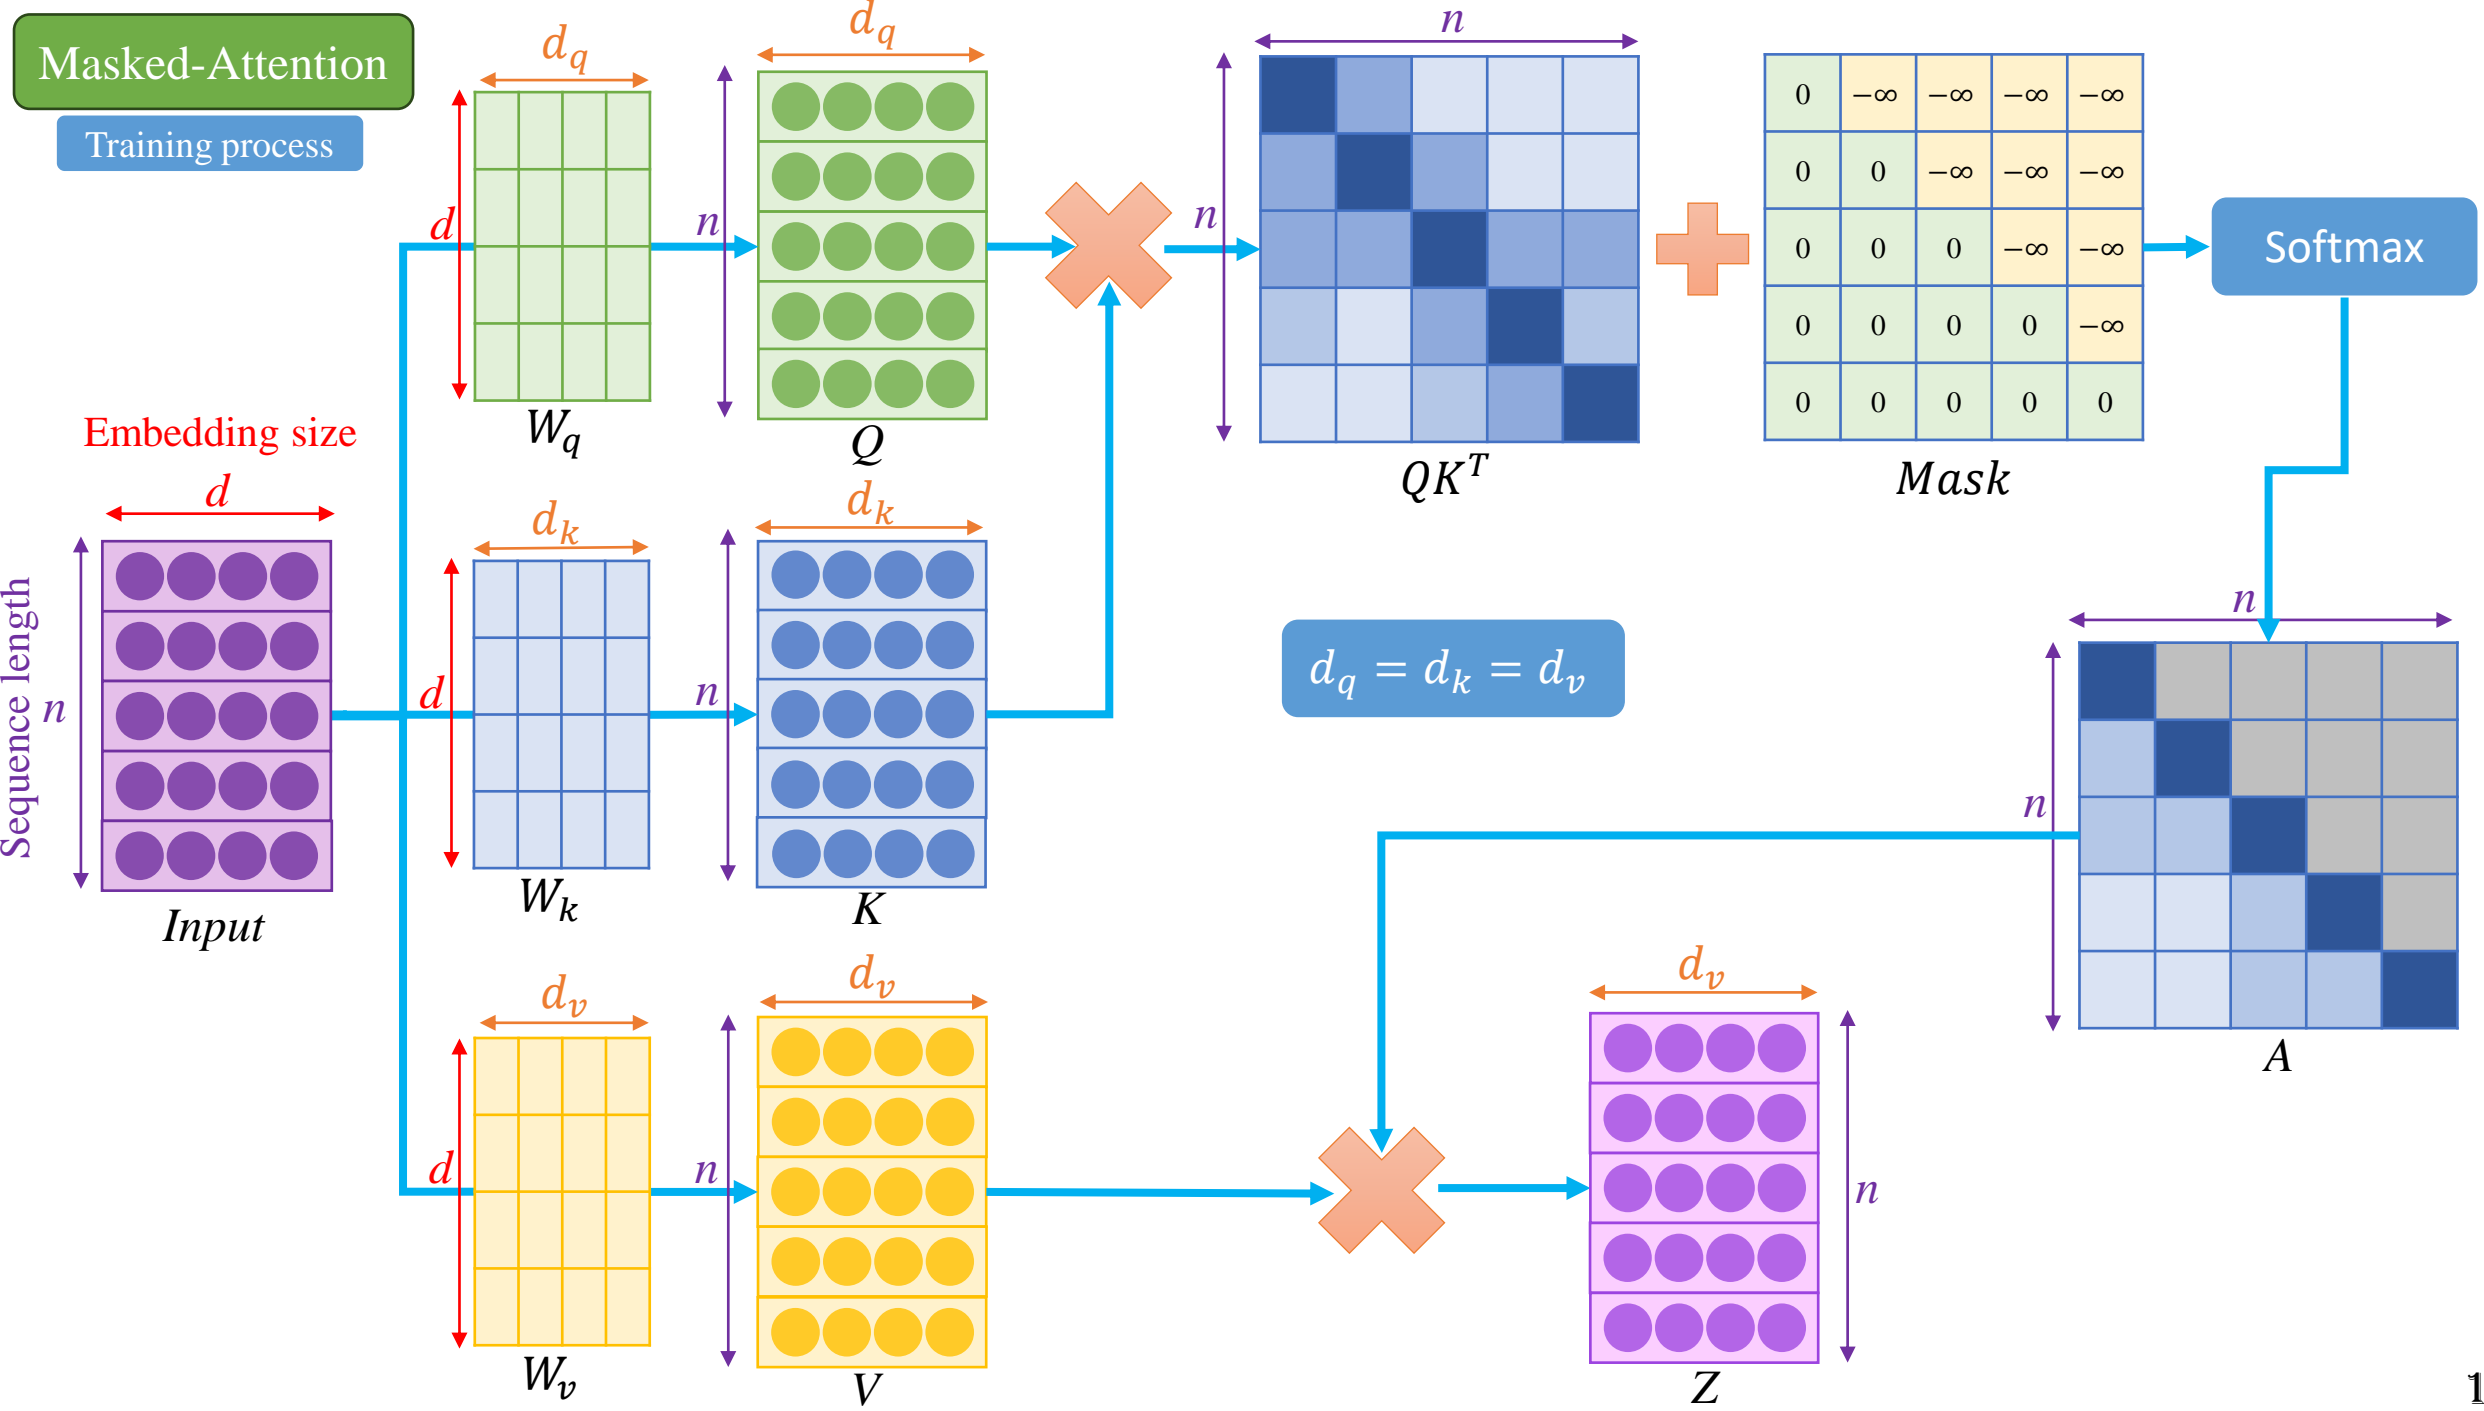 Masked-Attention
Training process
d_q
d_q
n
d
n
n
0 −∞ −∞ −∞ −∞
0 0 −∞ −∞ −∞
0 0 0 −∞ −∞
0 0 0 0 −∞
0 0 0 0 0
Softmax
W_q
Q
QK^T
Mask
Embedding size
d
Sequence length
n
Input
d_k
d_k
d
n
W_k
K
d_q = d_k = d_v
n
n
A
d_v
d_v
d
n
W_v
V
d_v
n
Z
1